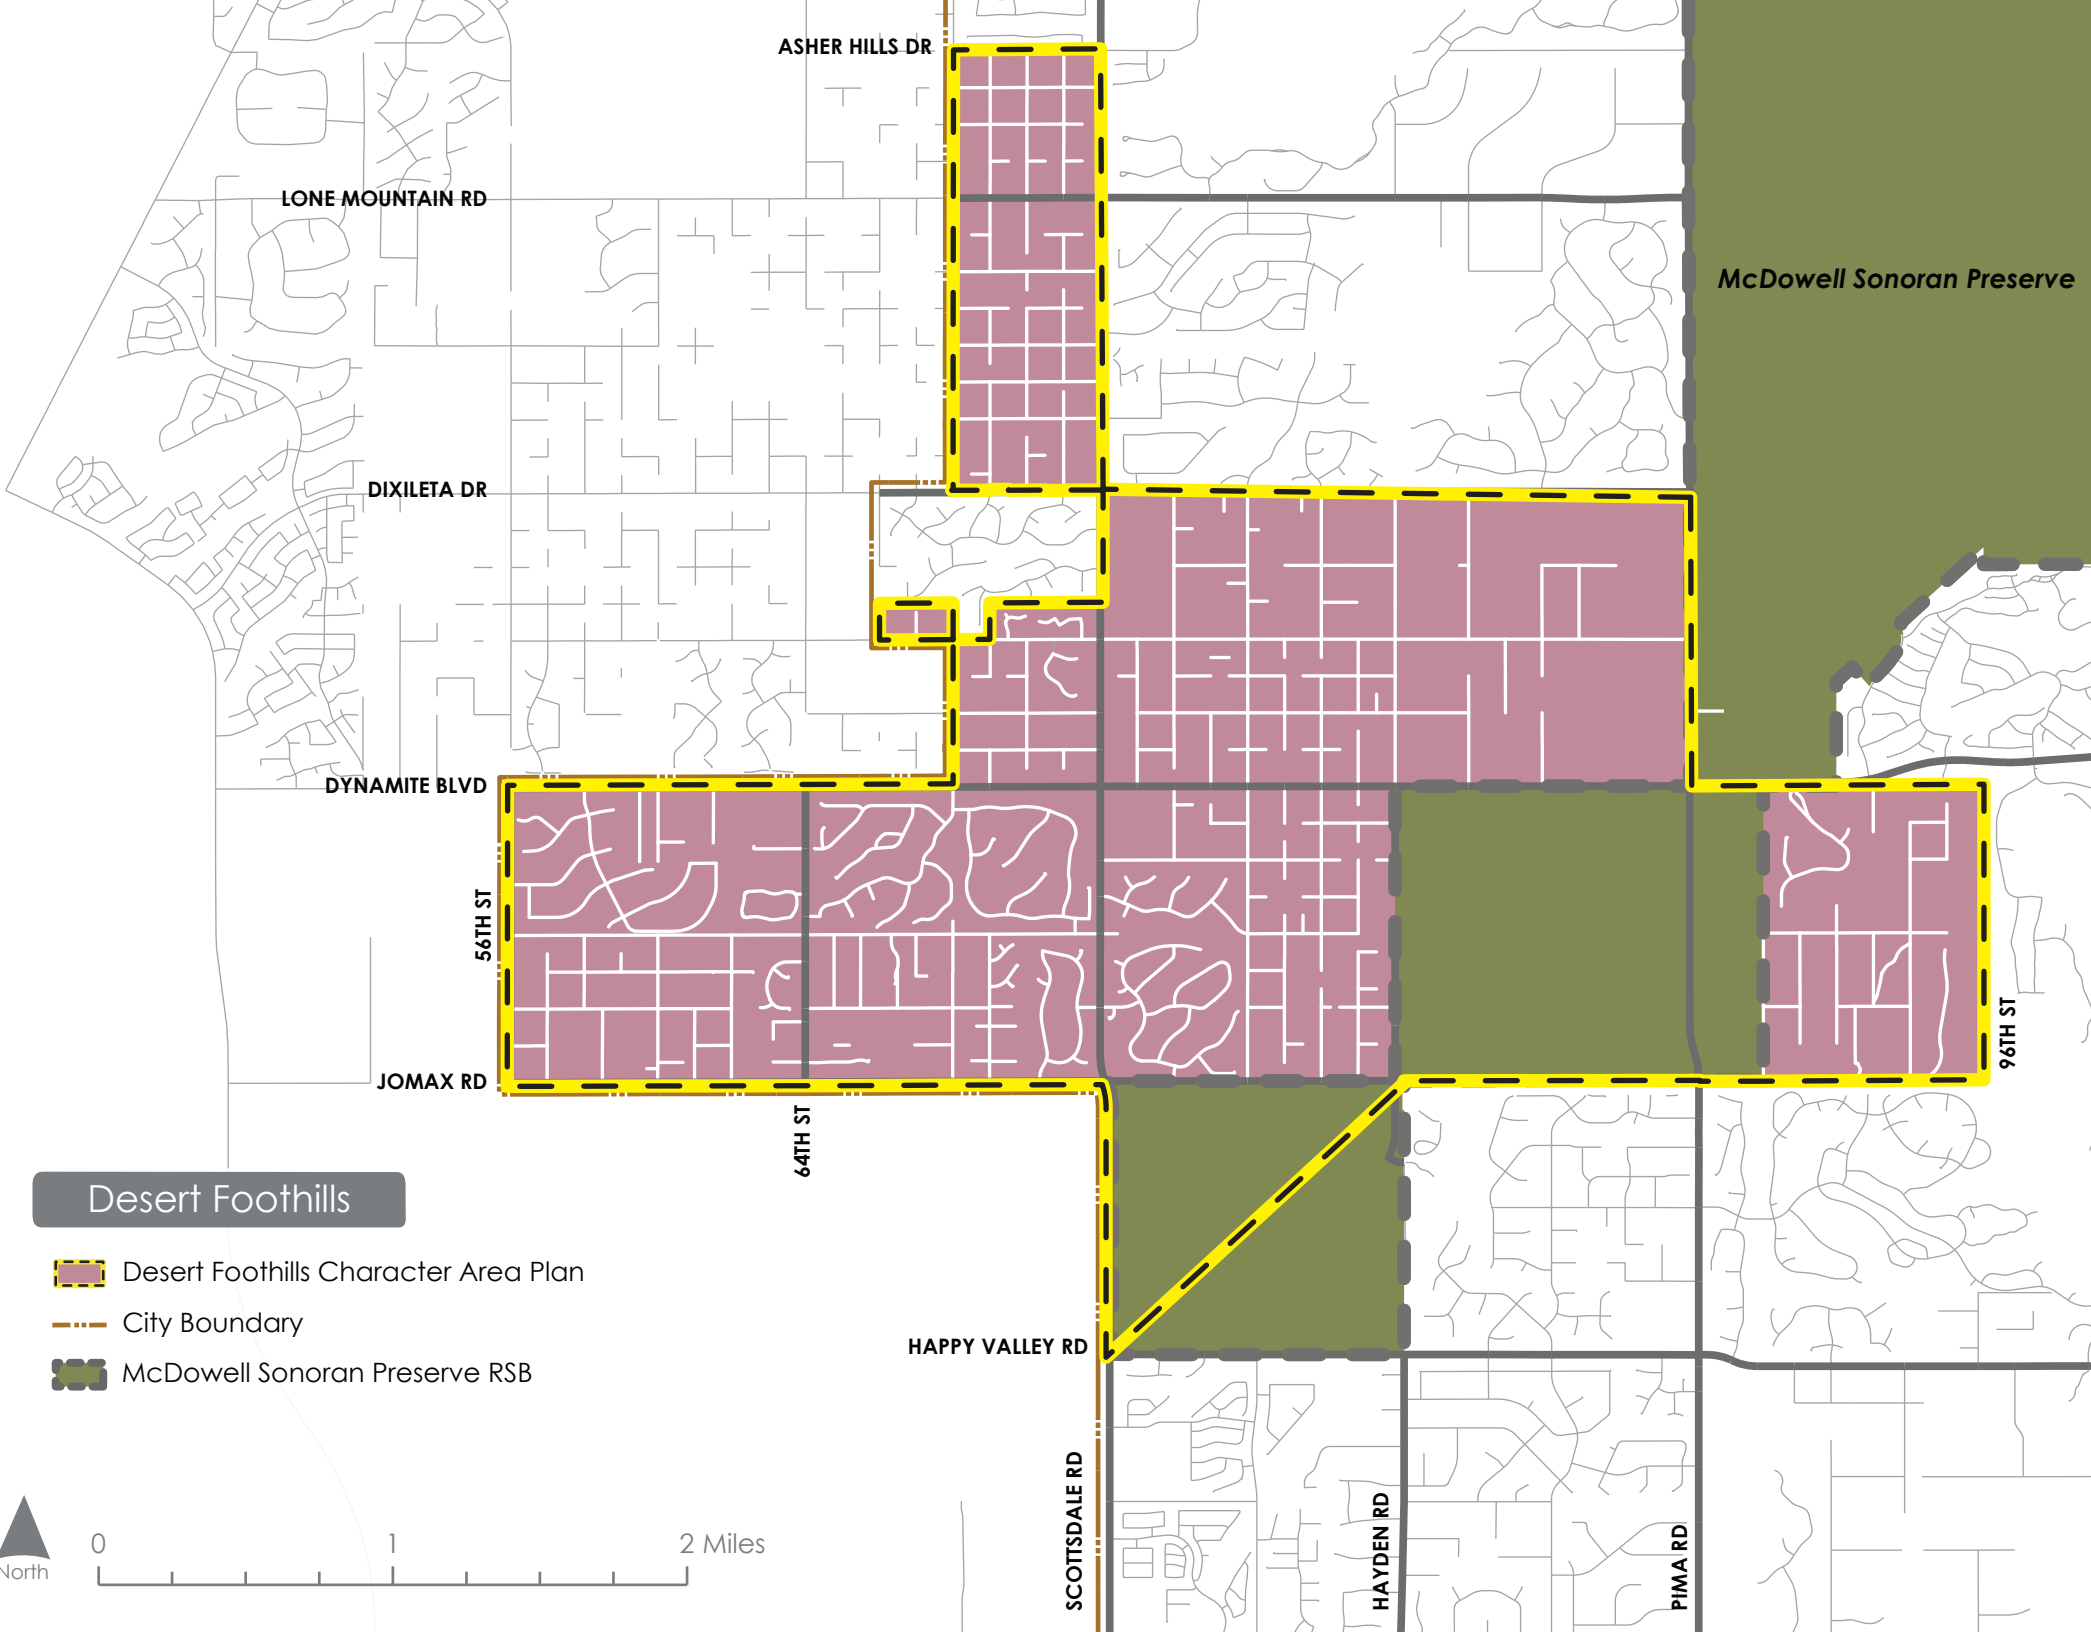 ASHER HILLS DR
LONE MOUNTAIN RD
McDowell Sonoran Preserve
DIXILETA DR
DYNAMITE BLVD
56TH ST
96TH ST
JOMAX RD
64TH ST
Desert Foothills
Desert Foothills Character Area Plan
City Boundary
McDowell Sonoran Preserve RSB
HAPPY VALLEY RD
SCOTTSDALE RD
HAYDEN RD
PIMA RD
0 1 2 Miles
North